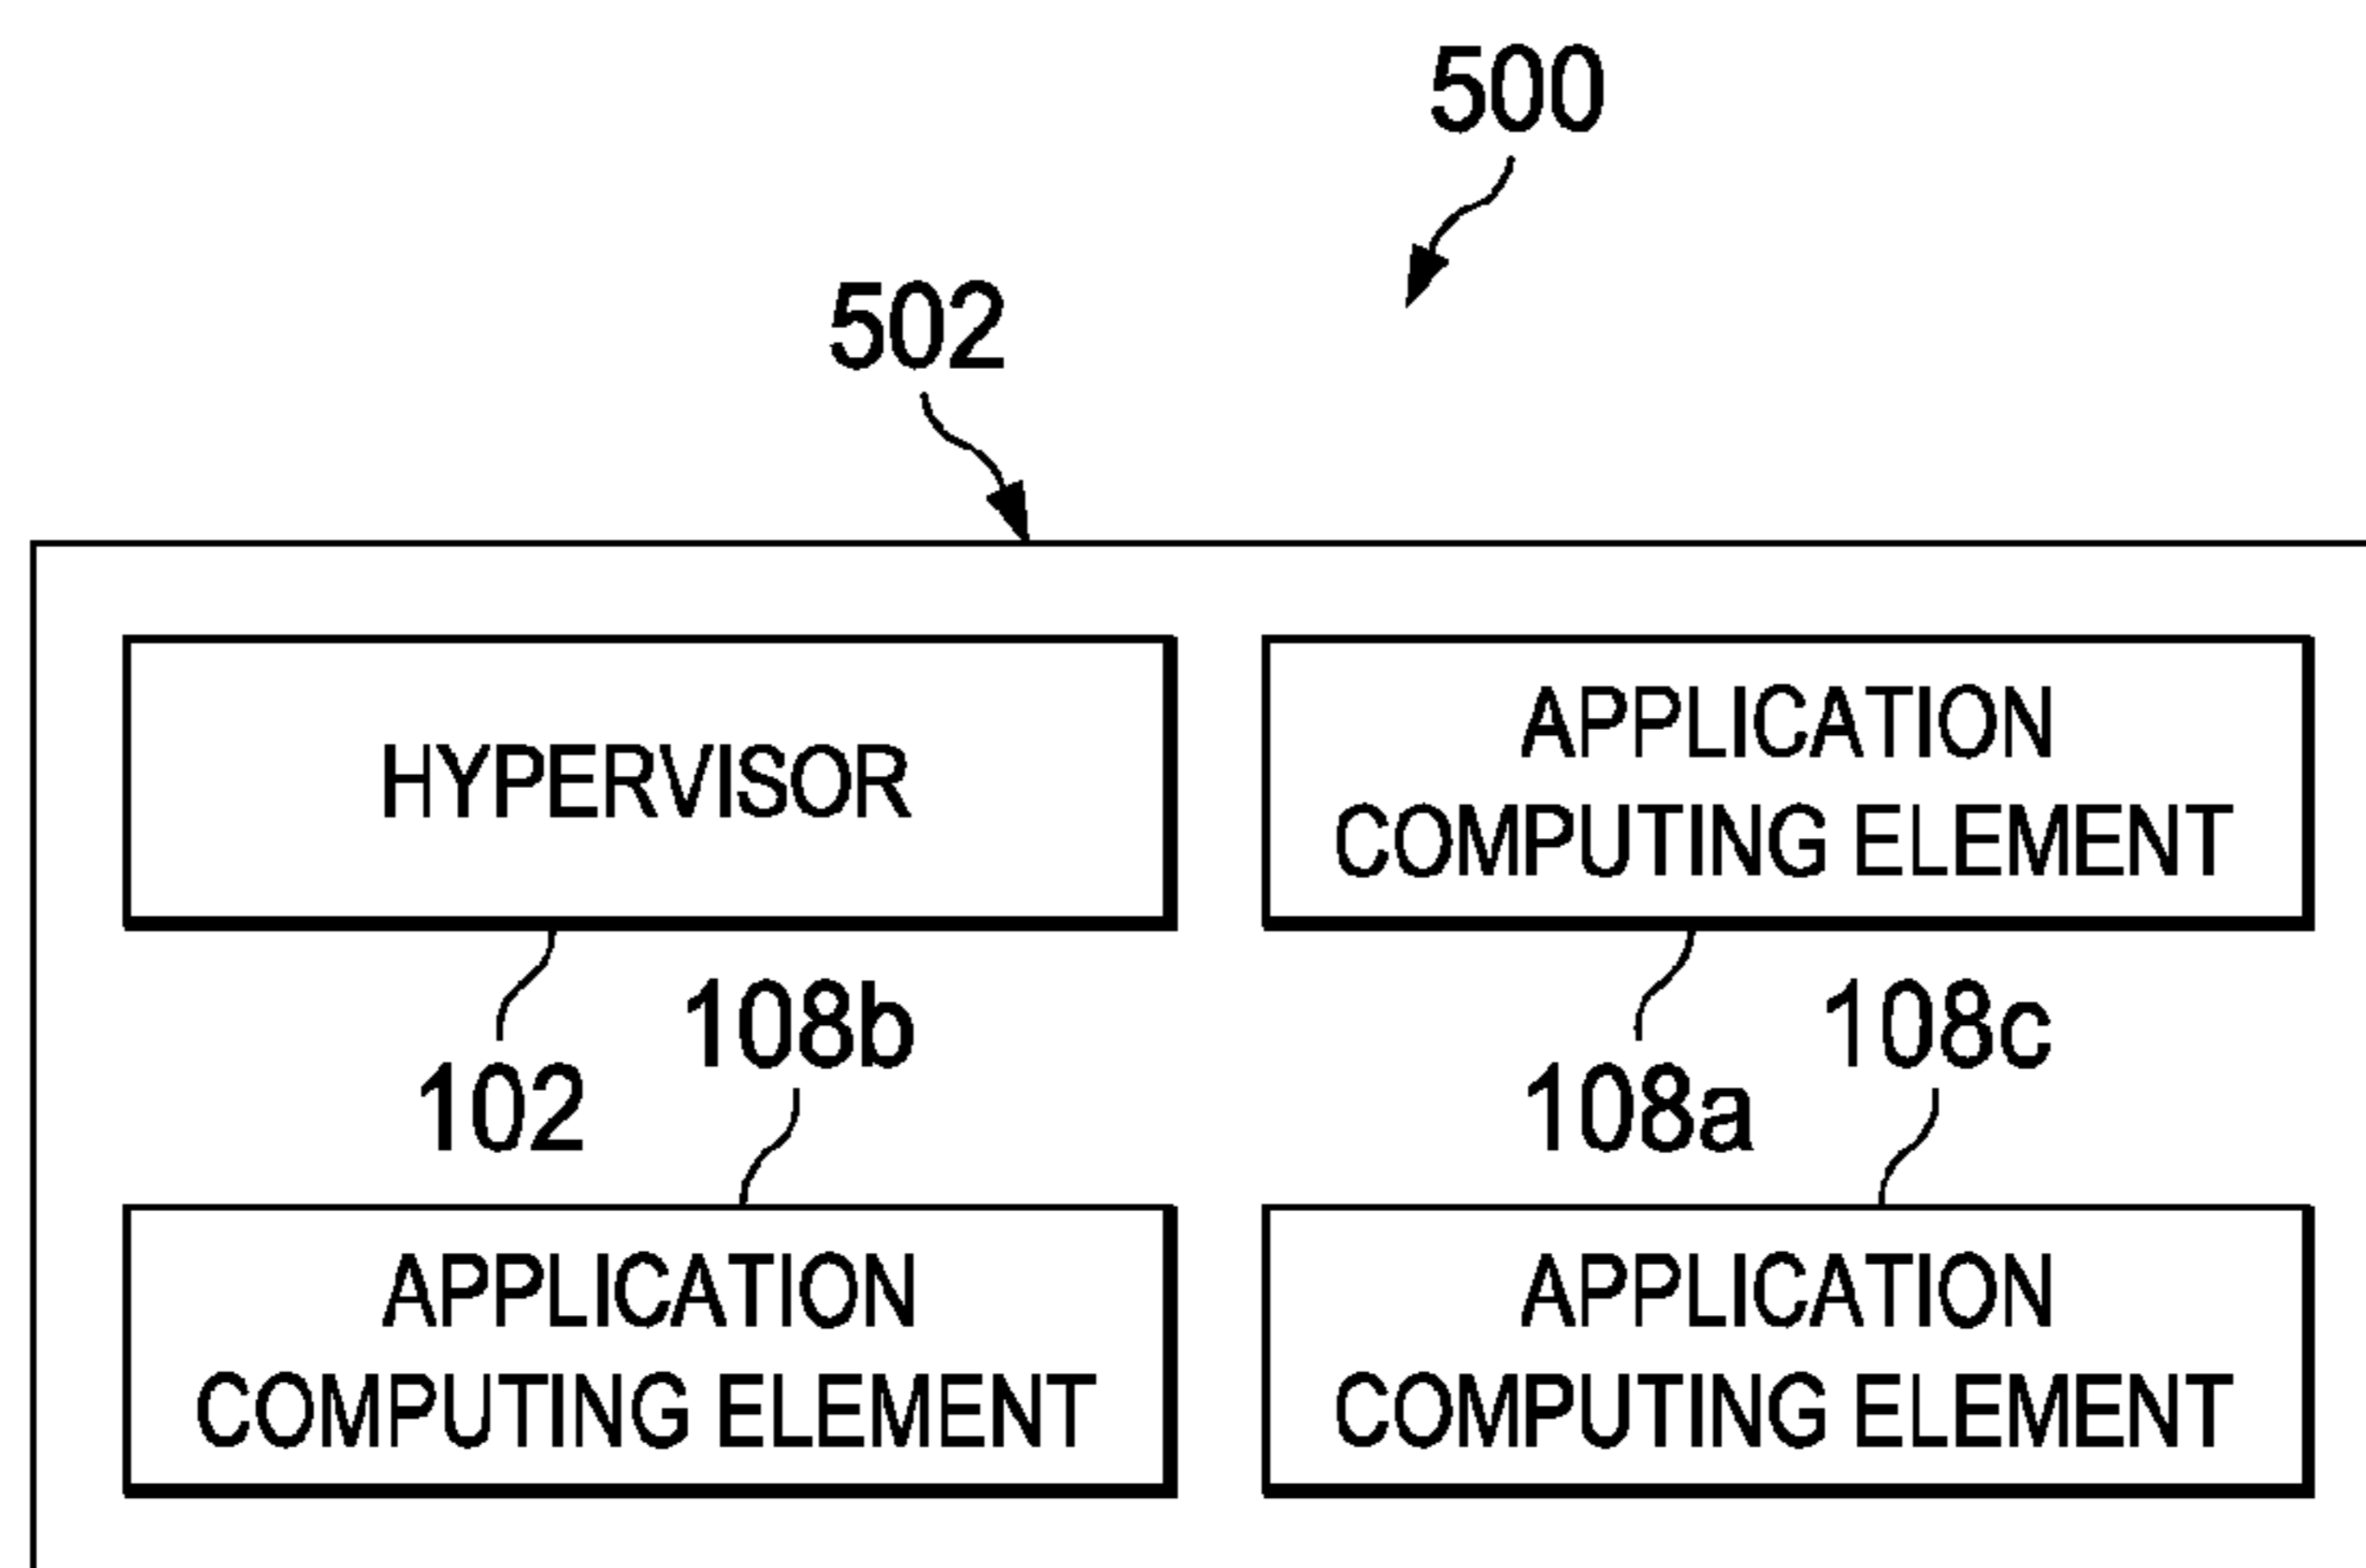 500
502
HYPERVISOR
APPLICATION
COMPUTING ELEMENT
102
108b
108a
108c
APPLICATION
COMPUTING ELEMENT
APPLICATION
COMPUTING ELEMENT